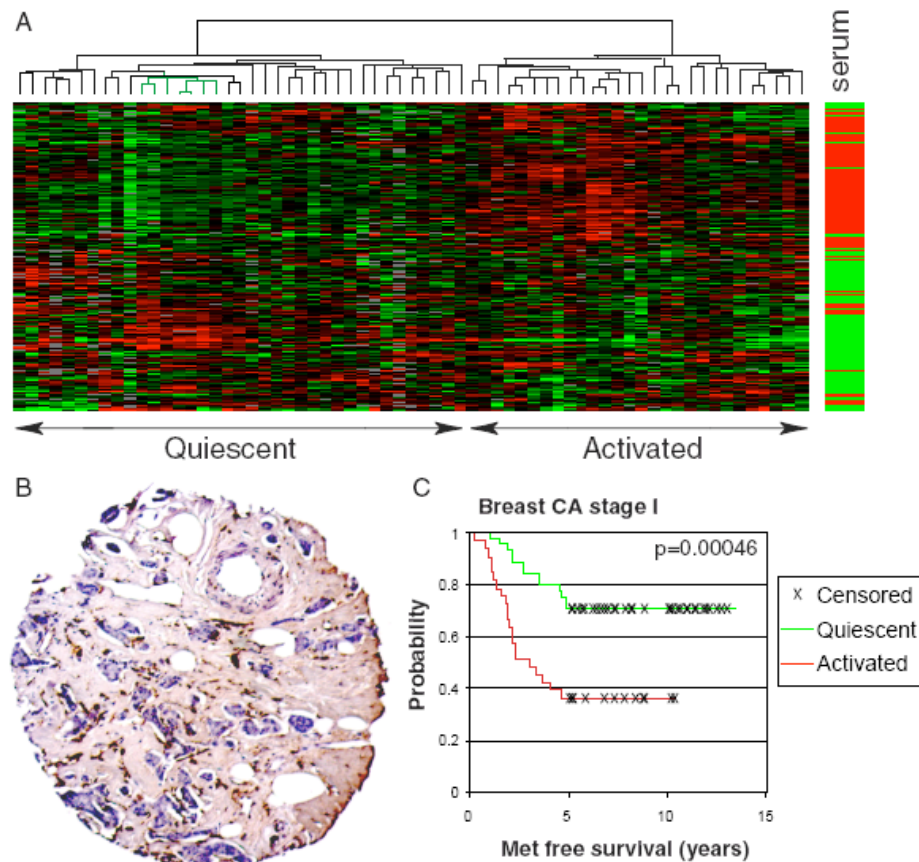 A
serum
Quiescent
Activated
B
C
Breast CA stage I
p=0.00046
1
0.8
0.6
0.4
0.2
0
0
5
10
15
Probability
Met free survival (years)
x Censored
Quiescent
Activated